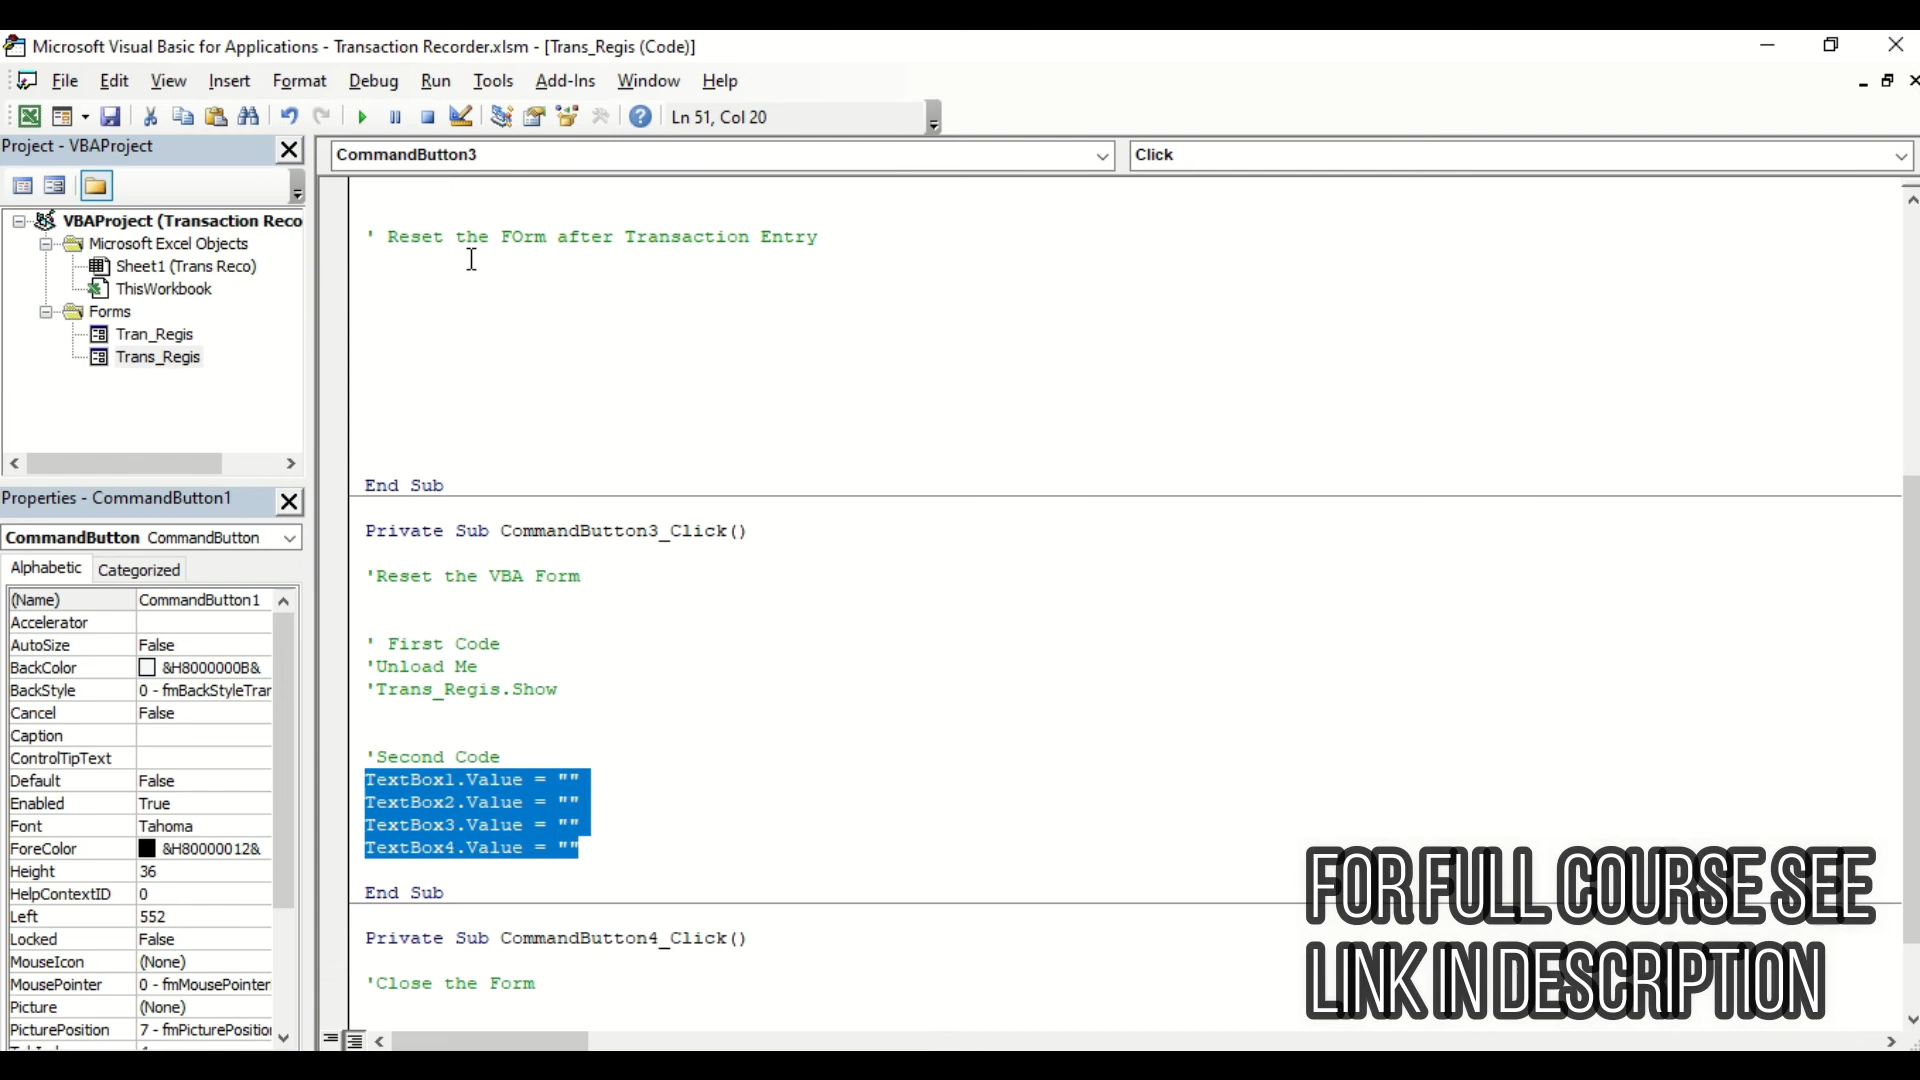 Microsoft Visual Basic for Applications - Transaction Recorder.xlsm - [Trans_Regis (Code)]
File Edit View Insert Format Debug Run Tools Add-Ins Window Help
Ln 51, Col 20
Project - VBAProject
CommandButton3
Click
VBAProject (Transaction Reco
Microsoft Excel Objects
Sheet1 (Trans Reco)
ThisWorkbook
Forms
Tran_Regis
Trans_Regis
Properties - CommandButton1
CommandButton CommandButton
Alphabetic Categorized
(Name) CommandButton1
Accelerator
AutoSize False
BackColor &H8000000B&
BackStyle 0 - fmBackStyleTrar
Cancel False
Caption
ControlTipText
Default False
Enabled True
Font Tahoma
ForeColor &H80000012&
Height 36
HelpContextID 0
Left 552
Locked False
MouseIcon (None)
MousePointer 0 - fmMousePointer
Picture (None)
PicturePosition 7 - fmPicturePositio
' Reset the FOrm after Transaction Entry
End Sub
Private Sub CommandButton3_Click()
'Reset the VBA Form
' First Code
'Unload Me
'Trans_Regis.Show
'Second Code
TextBox1.Value = ""
TextBox2.Value = ""
TextBox3.Value = ""
TextBox4.Value = ""
End Sub
Private Sub CommandButton4_Click()
'Close the Form
FOR FULL COURSE SEE
LINK IN DESCRIPTION